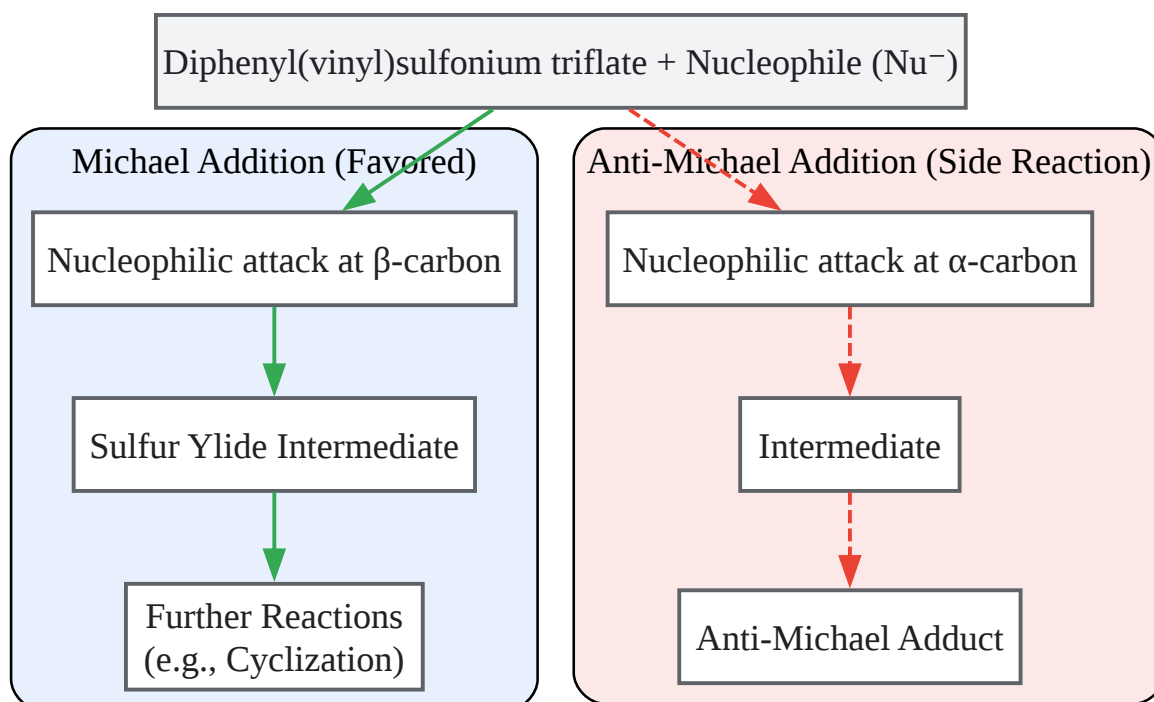 Diphenyl(vinyl)sulfonium triflate + Nucleophile (Nu⁻)
Michael Addition (Favored)
Nucleophilic attack at β-carbon
Sulfur Ylide Intermediate
Further Reactions
(e.g., Cyclization)
Anti-Michael Addition (Side Reaction)
Nucleophilic attack at α-carbon
Intermediate
Anti-Michael Adduct